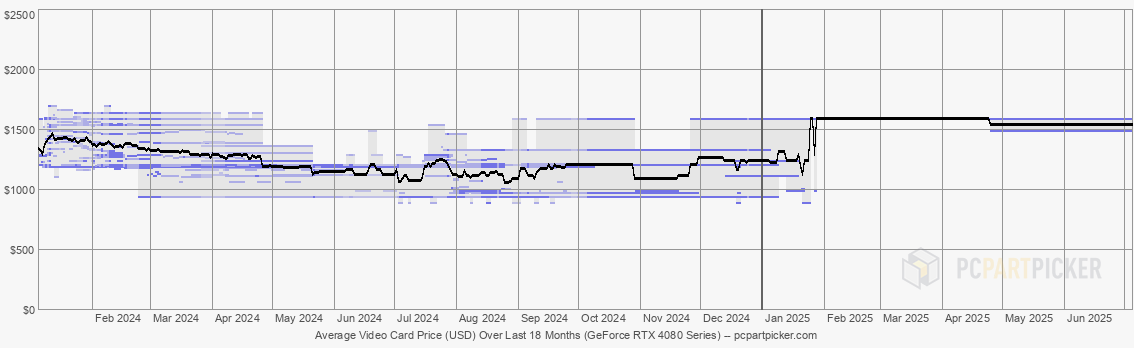 $2500
$2000
$1500
$1000
$500
$0
PCPARTPICKER
Feb 2024 Mar 2024 Apr 2024 May 2024 Jun 2024 Jul 2024 Aug 2024 Sep 2024 Oct 2024 Nov 2024 Dec 2024 Jan 2025 Feb 2025 Mar 2025 Apr 2025 May 2025 Jun 2025
Average Video Card Price (USD) Over Last 18 Months (GeForce RTX 4080 Series) -- pcpartpicker.com